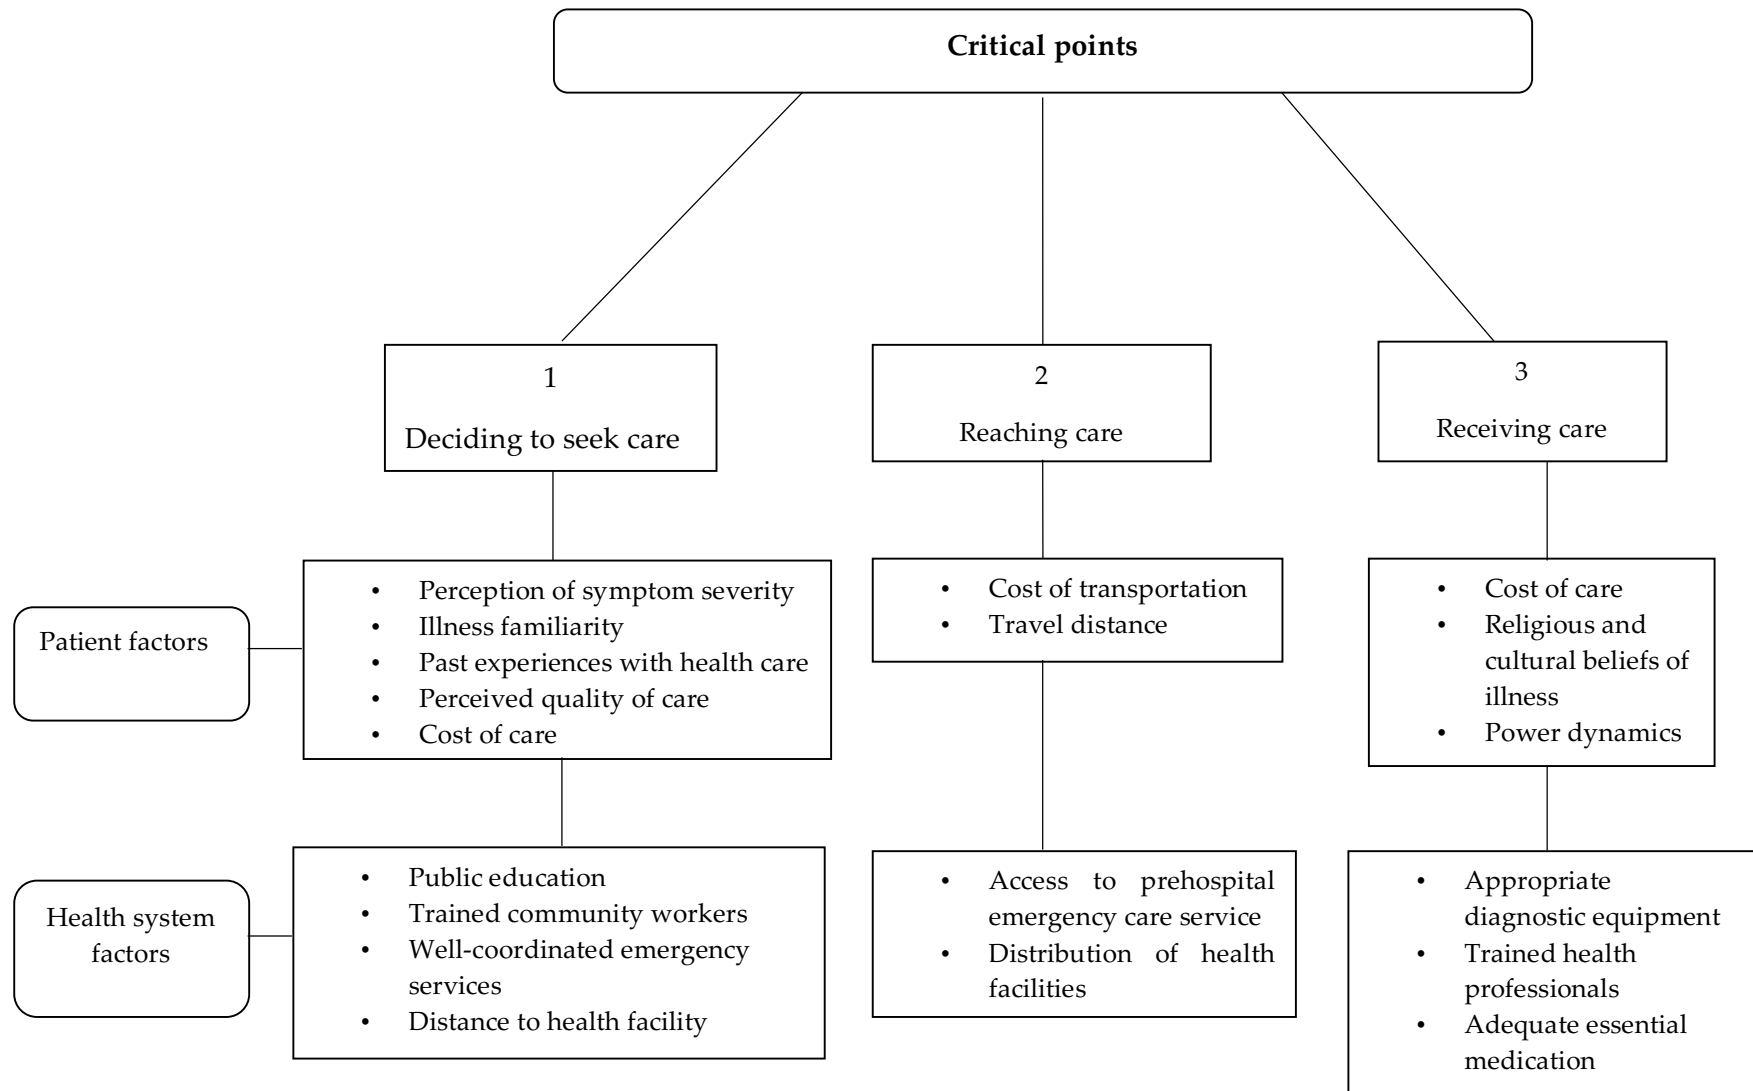 Critical points
1
Deciding to seek care
2
Reaching care
3
Receiving care
Patient factors
• Perception of symptom severity
• Illness familiarity
• Past experiences with health care
• Perceived quality of care
• Cost of care
• Cost of transportation
• Travel distance
• Cost of care
• Religious and
cultural beliefs of
illness
• Power dynamics
Health system
factors
• Public education
• Trained community workers
• Well-coordinated emergency
services
• Distance to health facility
• Access to prehospital
emergency care service
• Distribution of health
facilities
• Appropriate
diagnostic equipment
• Trained health
professionals
• Adequate essential
medication